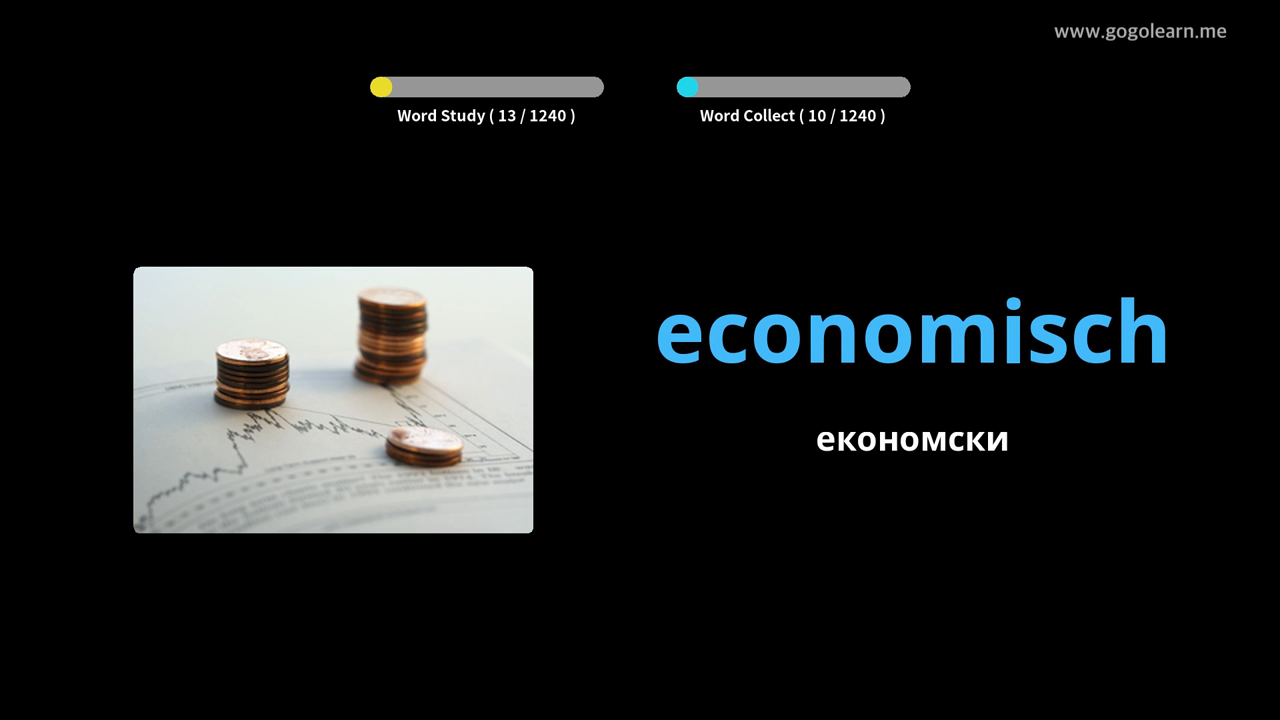 www.gogolearn.me
Word Study ( 13 / 1240 )
Word Collect ( 10 / 1240 )
economisch
економски